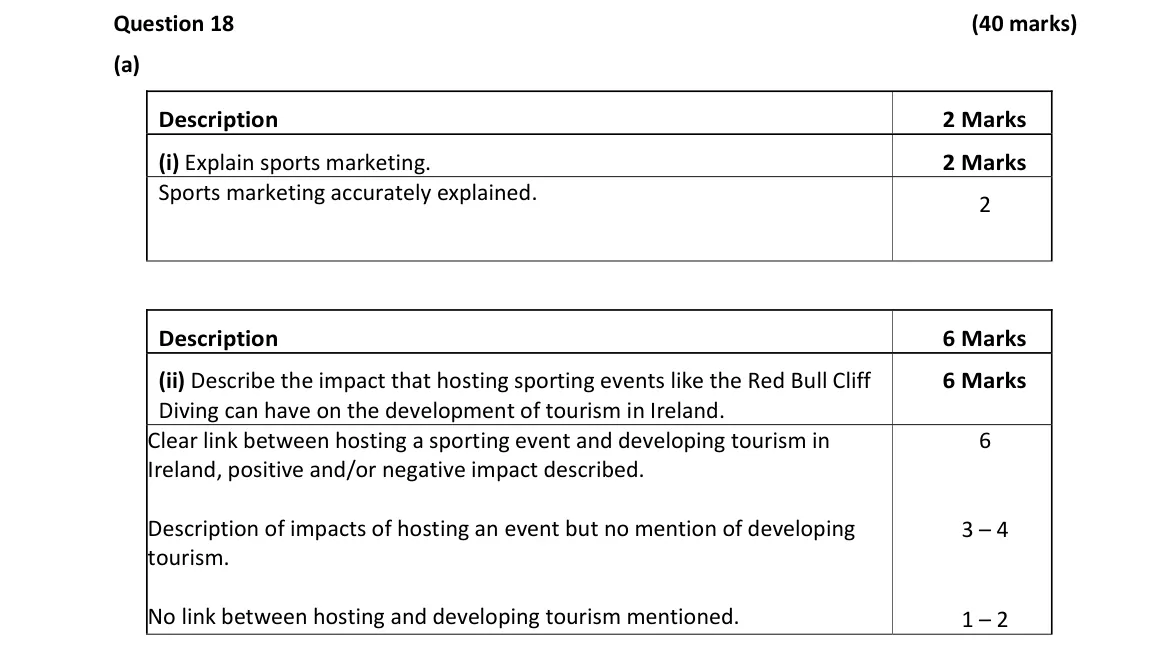 Question 18 (40 marks)
(a)
Description 2 Marks
(i) Explain sports marketing. 2 Marks
Sports marketing accurately explained. 2
Description 6 Marks
(ii) Describe the impact that hosting sporting events like the Red Bull Cliff 6 Marks
Diving can have on the development of tourism in Ireland.
Clear link between hosting a sporting event and developing tourism in 6
Ireland, positive and/or negative impact described.
Description of impacts of hosting an event but no mention of developing 3 – 4
tourism.
No link between hosting and developing tourism mentioned. 1 – 2